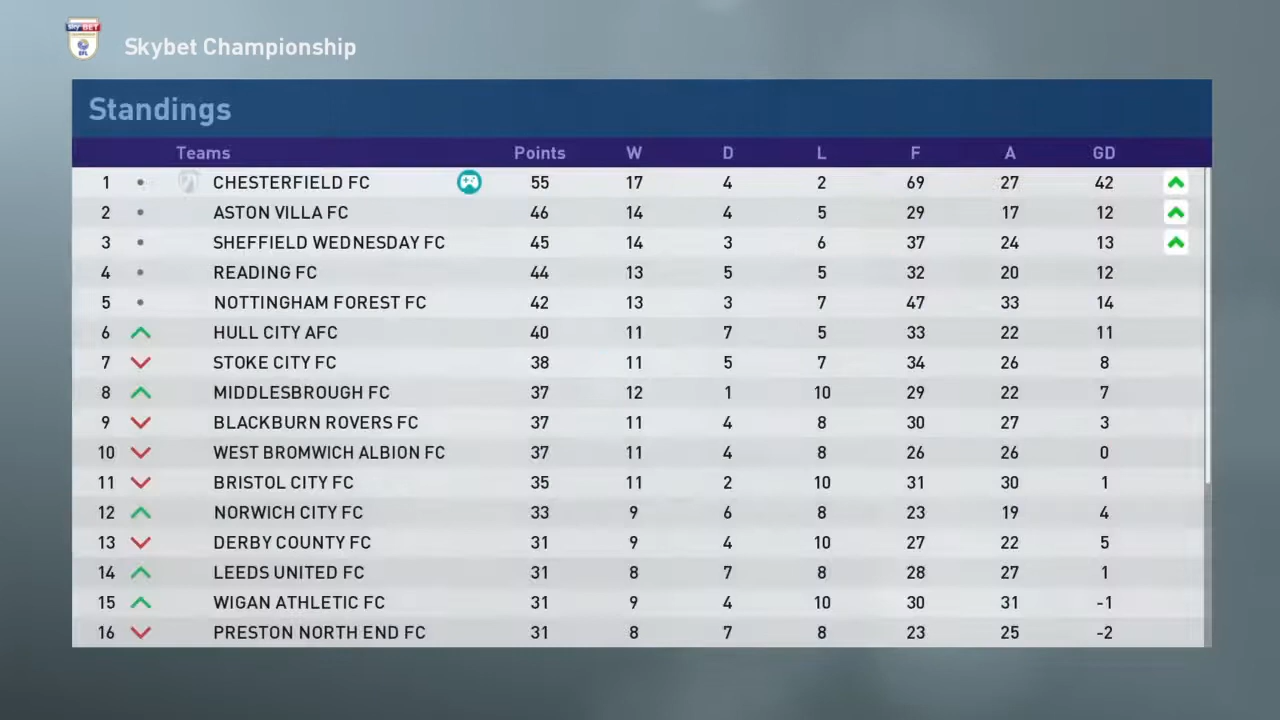 Sky BET
EFL
Skybet Championship
Standings
Teams Points W D L F A GD
1 CHESTERFIELD FC 55 17 4 2 69 27 42
2 ASTON VILLA FC 46 14 4 5 29 17 12
3 SHEFFIELD WEDNESDAY FC 45 14 3 6 37 24 13
4 READING FC 44 13 5 5 32 20 12
5 NOTTINGHAM FOREST FC 42 13 3 7 47 33 14
6 HULL CITY AFC 40 11 7 5 33 22 11
7 STOKE CITY FC 38 11 5 7 34 26 8
8 MIDDLESBROUGH FC 37 12 1 10 29 22 7
9 BLACKBURN ROVERS FC 37 11 4 8 30 27 3
10 WEST BROMWICH ALBION FC 37 11 4 8 26 26 0
11 BRISTOL CITY FC 35 11 2 10 31 30 1
12 NORWICH CITY FC 33 9 6 8 23 19 4
13 DERBY COUNTY FC 31 9 4 10 27 22 5
14 LEEDS UNITED FC 31 8 7 8 28 27 1
15 WIGAN ATHLETIC FC 31 9 4 10 30 31 -1
16 PRESTON NORTH END FC 31 8 7 8 23 25 -2